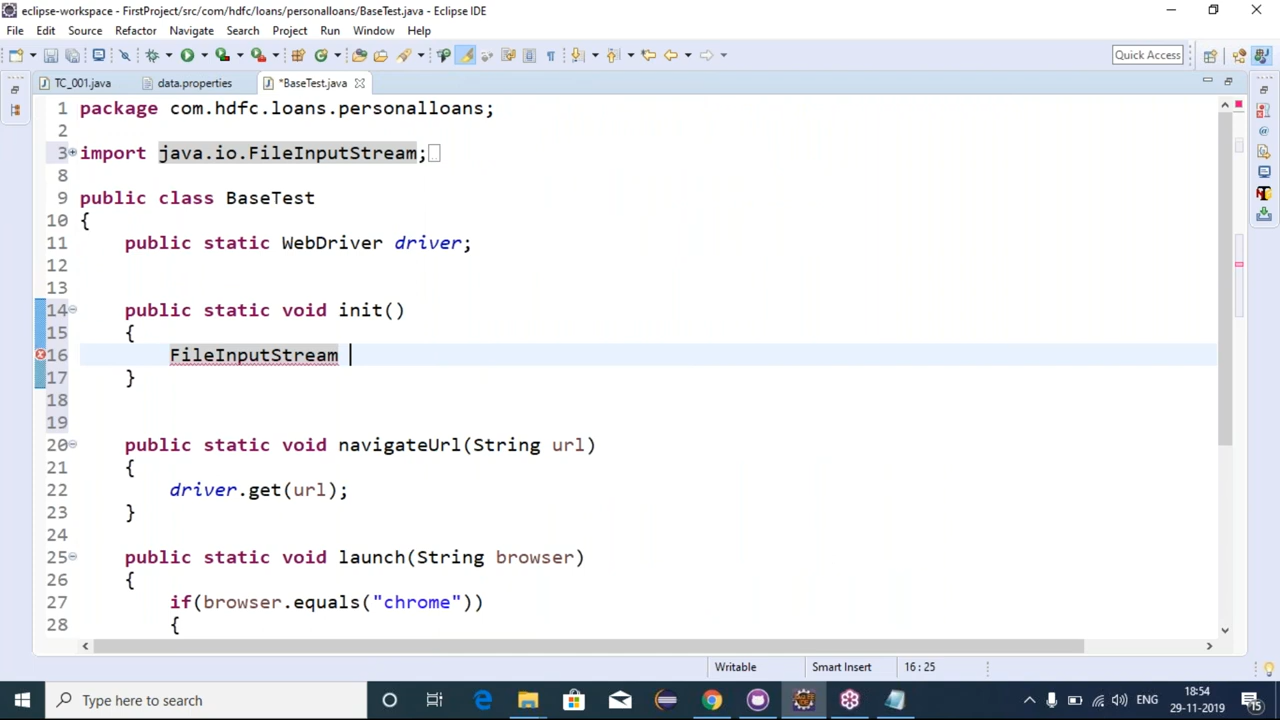 eclipse-workspace - FirstProject/src/com/hdfc/loans/personalloans/BaseTest.java - Eclipse IDE
File Edit Source Refactor Navigate Search Project Run Window Help
Quick Access
TC_001.java data.properties *BaseTest.java
1 package com.hdfc.loans.personalloans;
2
3 import java.io.FileInputStream;
8
9 public class BaseTest
10 {
11 public static WebDriver driver;
12
13
14 public static void init()
15 {
16 FileInputStream
17 }
18
19
20 public static void navigateUrl(String url)
21 {
22 driver.get(url);
23 }
24
25 public static void launch(String browser)
26 {
27 if(browser.equals("chrome"))
28 {
Writable Smart Insert 16 : 25
Type here to search
ENG
18:54
29-11-2019
15